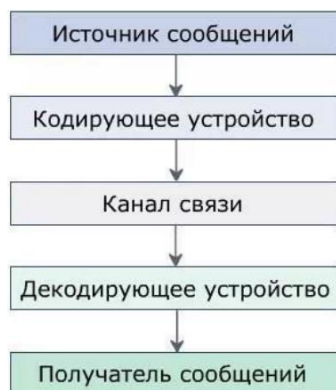 Источник сообщений
Кодирующее устройство
Канал связи
Декодирующее устройство
Получатель сообщений